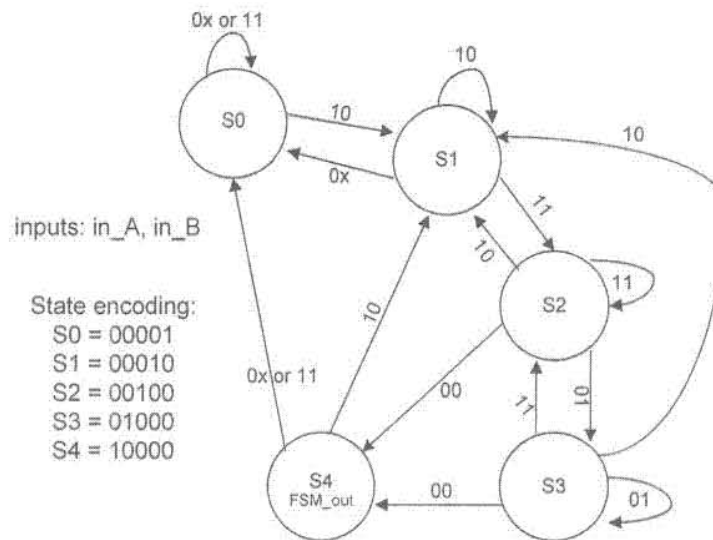 0x or 11
10
S0
10
S1
10
0x
inputs: in_A, in_B
11
10
State encoding:
S0 = 00001
S1 = 00010
S2 = 00100
S3 = 01000
S4 = 10000
S2
11
10
0x or 11
00
11
01
S4
FSM_out
00
S3
01